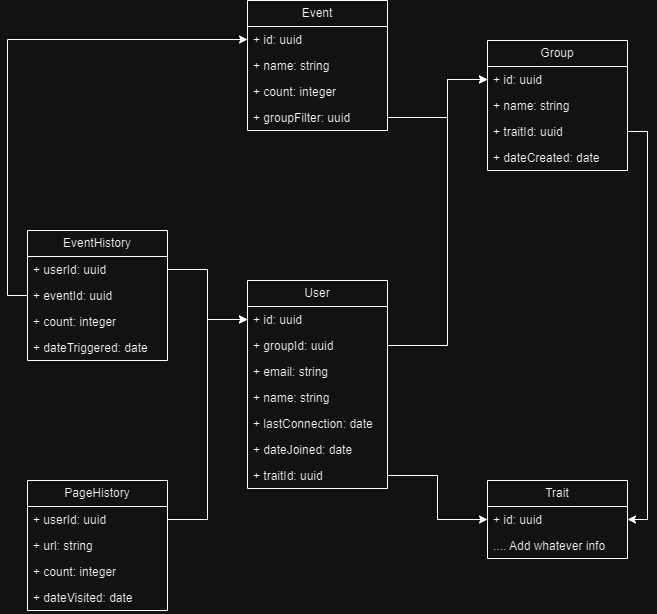 Event
+ id: uuid
+ name: string
+ count: integer
+ groupFilter: uuid
Group
+ id: uuid
+ name: string
+ traitId: uuid
+ dateCreated: date
EventHistory
+ userId: uuid
+ eventId: uuid
+ count: integer
+ dateTriggered: date
User
+ id: uuid
+ groupId: uuid
+ email: string
+ name: string
+ lastConnection: date
+ dateJoined: date
+ traitId: uuid
PageHistory
+ userId: uuid
+ url: string
+ count: integer
+ dateVisited: date
Trait
+ id: uuid
.... Add whatever info